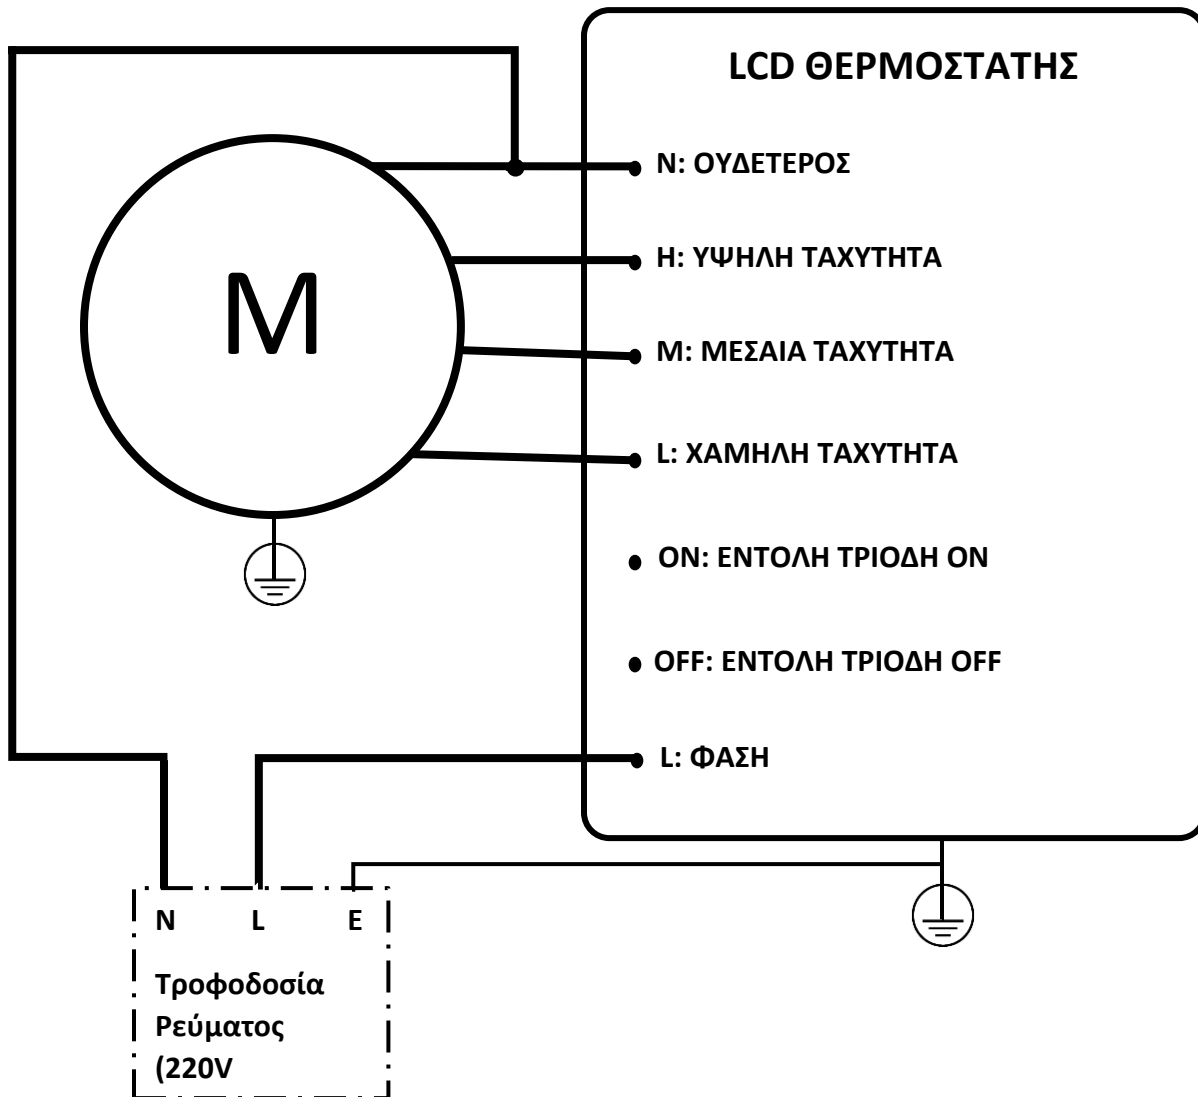 LCD ΘΕΡΜΟΣΤΑΤΗΣ
N: ΟΥΔΕΤΕΡΟΣ
H: ΥΨΗΛΗ ΤΑΧΥΤΗΤΑ
M
M: ΜΕΣΑΙΑ ΤΑΧΥΤΗΤΑ
L: ΧΑΜΗΛΗ ΤΑΧΥΤΗΤΑ
ON: ΕΝΤΟΛΗ ΤΡΙΟΔΗ ON
OFF: ΕΝΤΟΛΗ ΤΡΙΟΔΗ OFF
L: ΦΑΣΗ
N L E
Τροφοδοσία
Ρεύματος
(220V